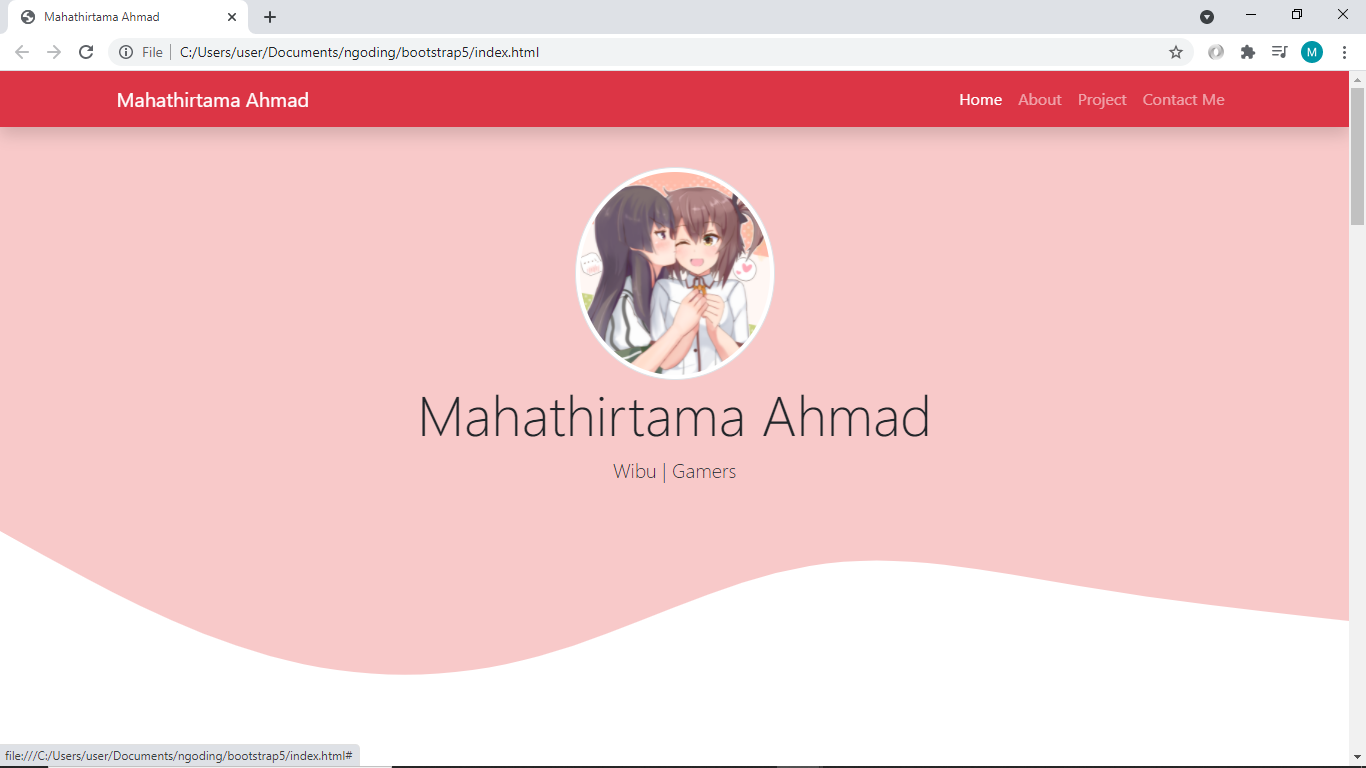 Mahathirtama Ahmad
File | C:/Users/user/Documents/ngoding/bootstrap5/index.html
M
Mahathirtama Ahmad Home About Project Contact Me
Mahathirtama Ahmad
Wibu | Gamers
file:///C:/Users/user/Documents/ngoding/bootstrap5/index.html#